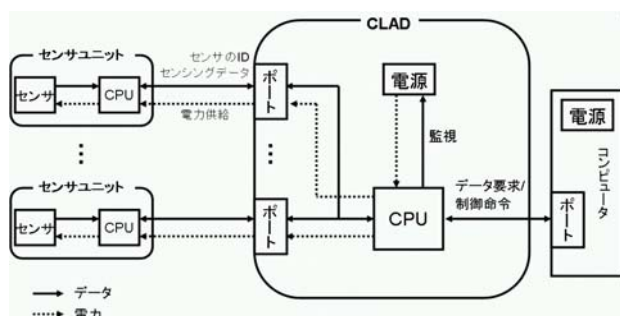 CLAD
センサユニット
センサ
CPU
センサのID
センシングデータ
電力供給
ポート
電源
監視
電源
コンピュータ
データ要求/
制御命令
CPU
ポート
センサユニット
センサ
CPU
ポート
データ
電力